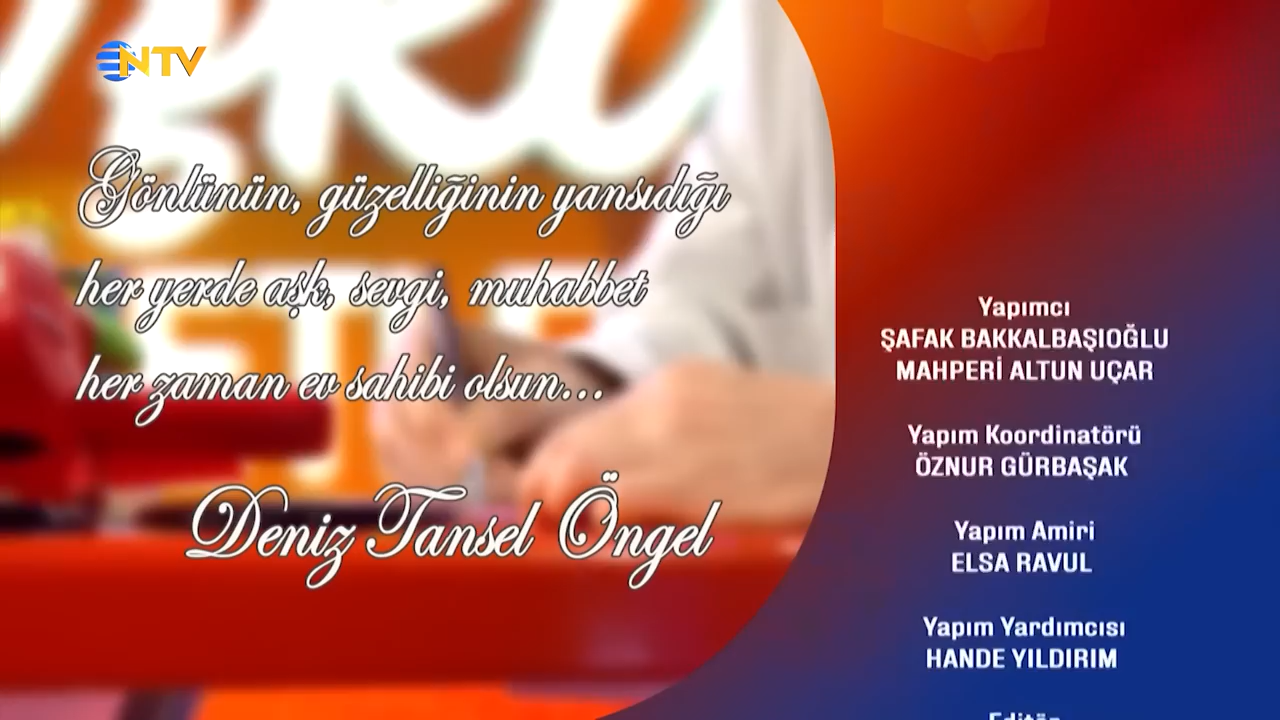 NTV
Gönlünün, güzelliğinin yansıdığı
her yerde aşk, sevgi, muhabbet
her zaman ev sahibi olsun...
Deniz Tansel Öngel
Yapımcı
ŞAFAK BAKKALBAŞIOĞLU
MAHPERİ ALTUN UÇAR
Yapım Koordinatörü
ÖZNUR GÜRBAŞAK
Yapım Amiri
ELSA RAVUL
Yapım Yardımcısı
HANDE YILDIRIM